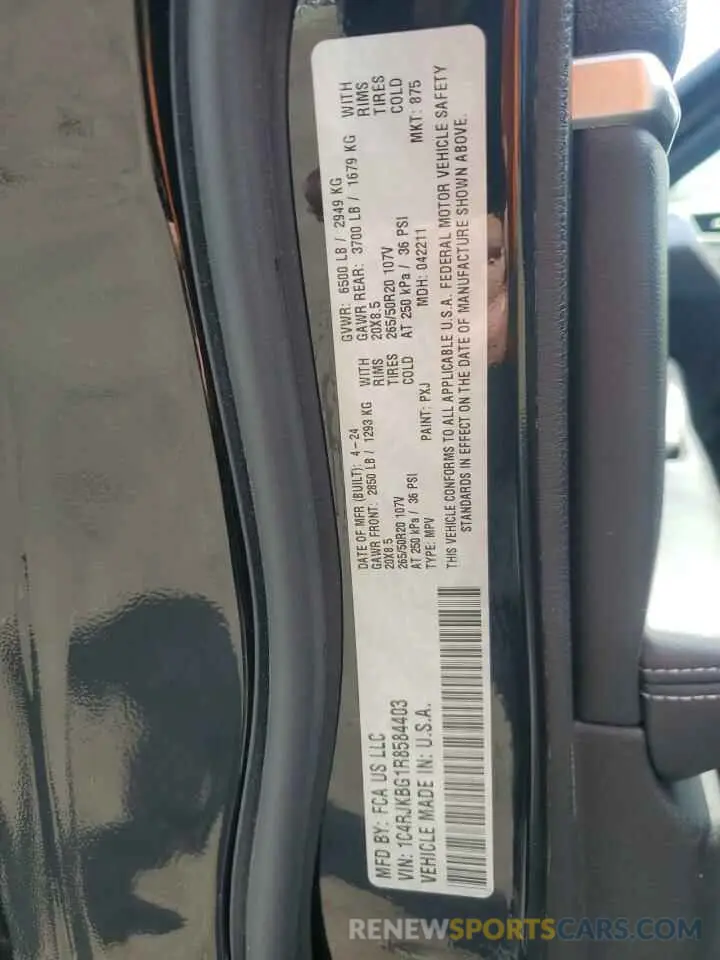 MFD BY: FCA US LLC
VIN: 1C4RJKBG1R8584403
VEHICLE MADE IN: U.S.A.
DATE OF MFR (BUILT): 4-24
GAWR FRONT: 2850 LB / 1293 KG WITH
20X8.5 RIMS
265/50R20 107V TIRES
AT 250 kPa / 36 PSI COLD
TYPE: MPV PAINT: PXJ
GVWR: 6500 LB / 2949 KG
GAWR REAR: 3700 LB / 1679 KG WITH
20X8.5 RIMS
265/50R20 107V TIRES
AT 250 kPa / 36 PSI COLD
MDH: 042211 MKT: 875
THIS VEHICLE CONFORMS TO ALL APPLICABLE U.S.A. FEDERAL MOTOR VEHICLE SAFETY
STANDARDS IN EFFECT ON THE DATE OF MANUFACTURE SHOWN ABOVE.
RENEWSPORTSCARS.COM